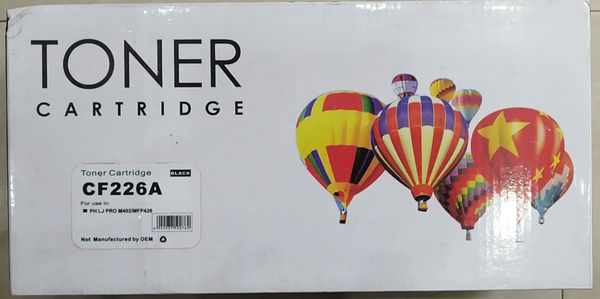 TONER
CARTRIDGE
Toner Cartridge BLACK
CF226A
For use in:
PH LJ PRO M402/MFP426
Not Manufactured by OEM